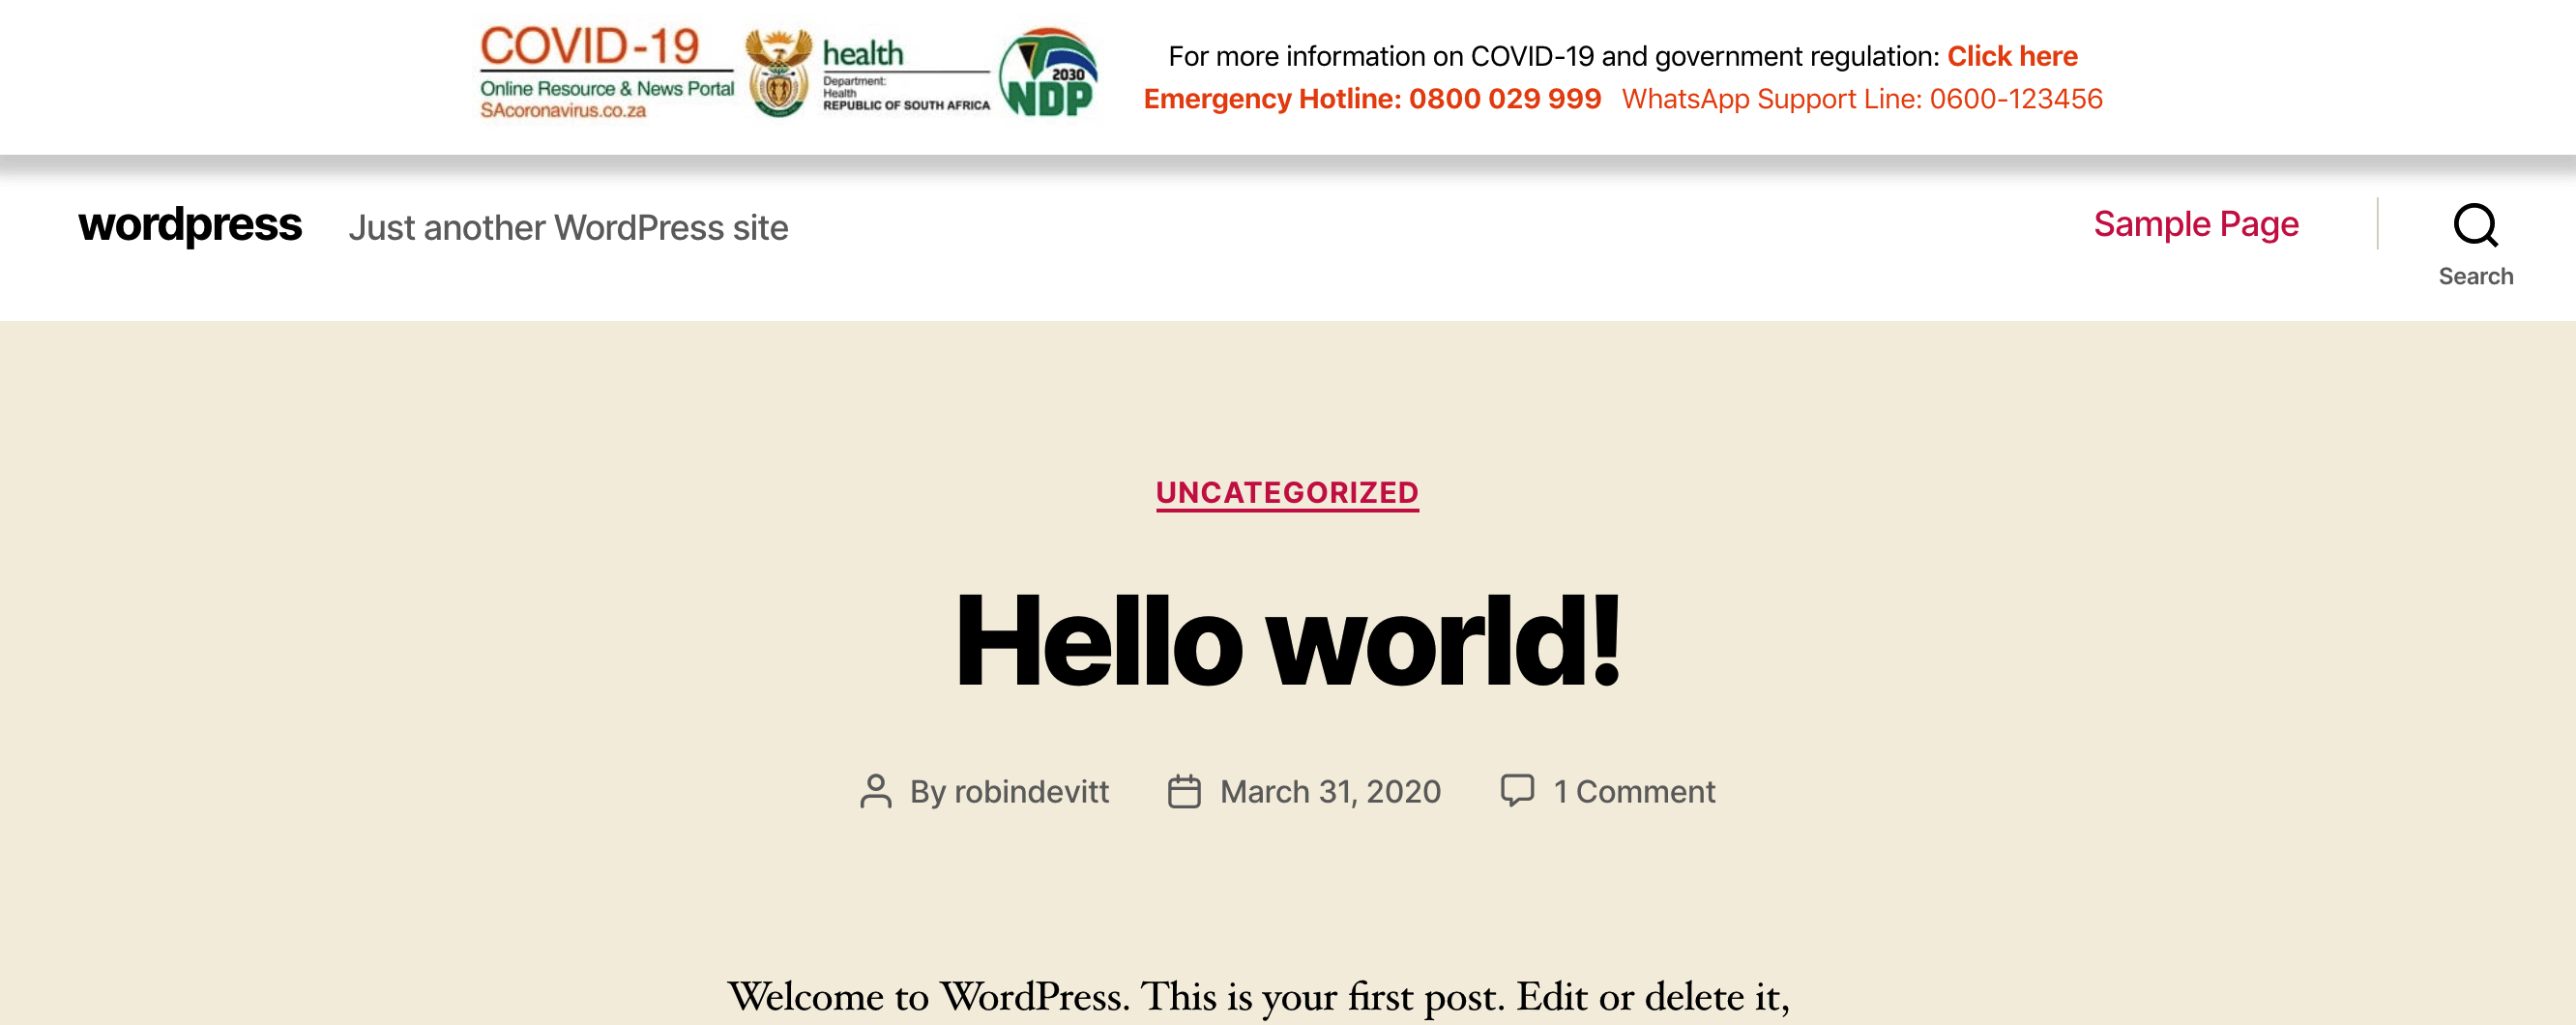 COVID-19
Online Resource & News Portal
SAcoronavirus.co.za
health
Department:
Health
REPUBLIC OF SOUTH AFRICA
2030
NDP
For more information on COVID-19 and government regulation: Click here
Emergency Hotline: 0800 029 999 WhatsApp Support Line: 0600-123456
wordpress Just another WordPress site
Sample Page
Search
UNCATEGORIZED
Hello world!
By robindevitt March 31, 2020 1 Comment
Welcome to WordPress. This is your first post. Edit or delete it,